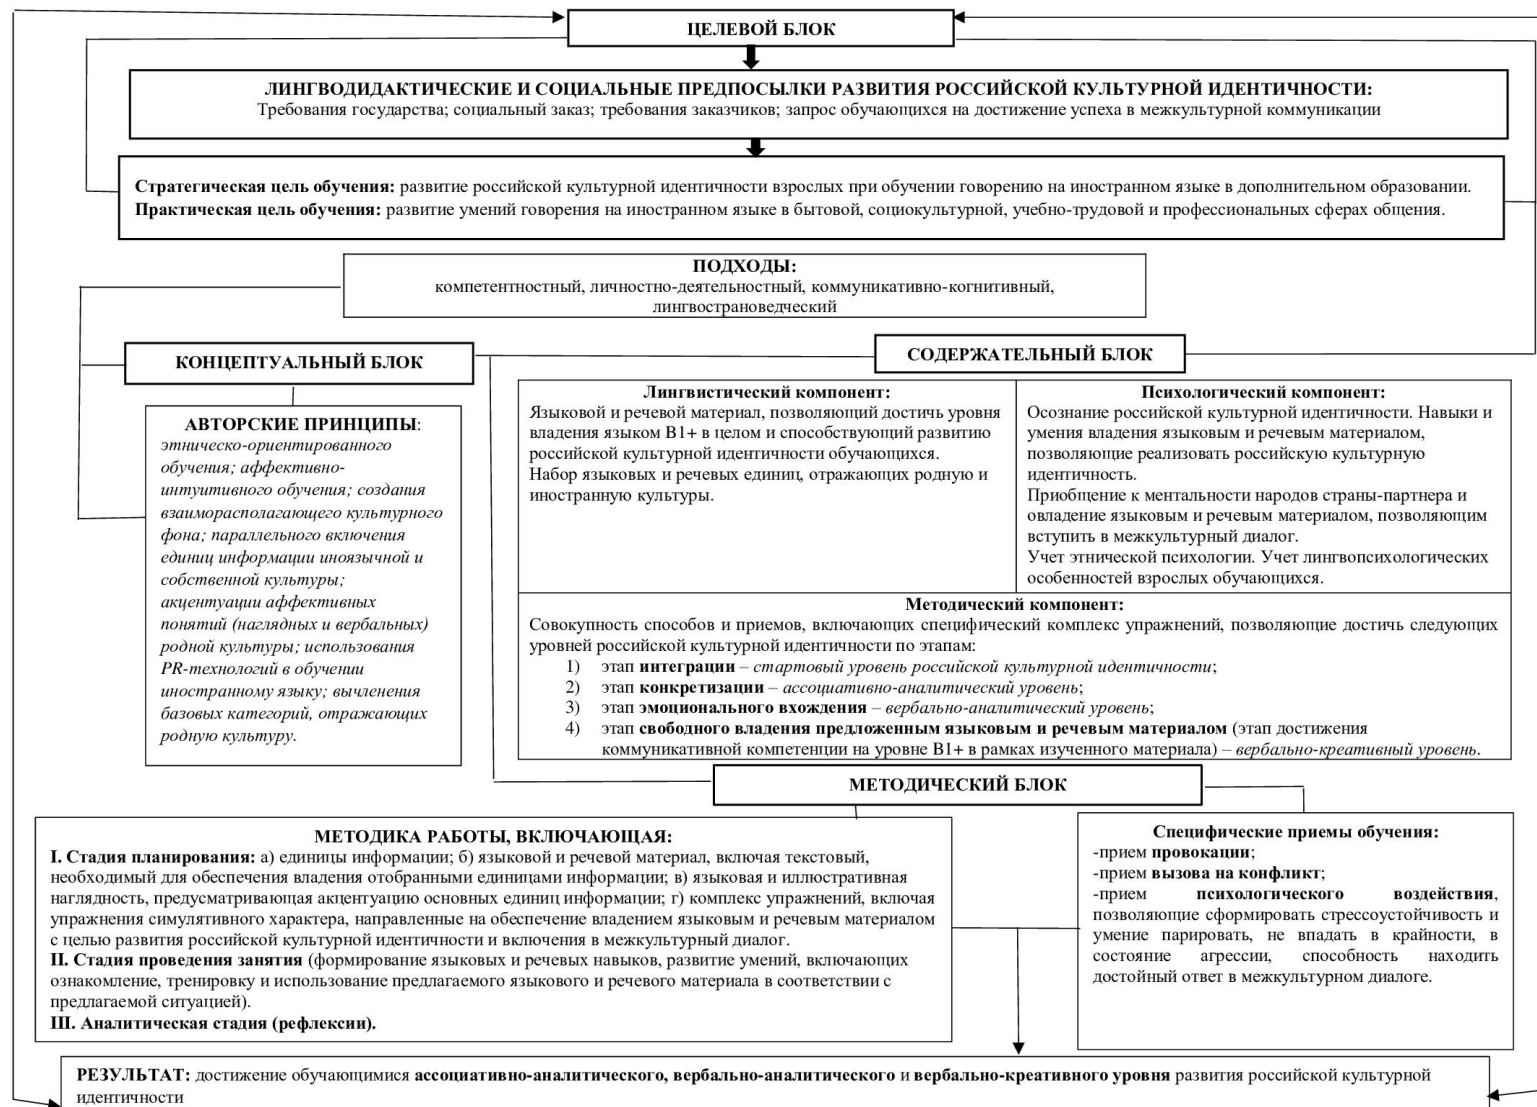 ЦЕЛЕВОЙ БЛОК
ЛИНГВОДИДАКТИЧЕСКИЕ И СОЦИАЛЬНЫЕ ПРЕДПОСЫЛКИ РАЗВИТИЯ РОССИЙСКОЙ КУЛЬТУРНОЙ ИДЕНТИЧНОСТИ:
Требования государства; социальный заказ; требования заказчиков; запрос обучающихся на достижение успеха в межкультурной коммуникации
Стратегическая цель обучения: развитие российской культурной идентичности взрослых при обучении говорению на иностранном языке в дополнительном образовании.
Практическая цель обучения: развитие умений говорения на иностранном языке в бытовой, социокультурной, учебно-трудовой и профессиональных сферах общения.
ПОДХОДЫ:
компетентностный, личностно-деятельностный, коммуникативно-когнитивный,
лингвострановедческий
КОНЦЕПТУАЛЬНЫЙ БЛОК
АВТОРСКИЕ ПРИНЦИПЫ:
этническо-ориентированного
обучения; аффективно-
интуитивного обучения; создания
взаиморасполагающего культурного
фона; параллельного включения
единиц информации иноязычной и
собственной культуры;
акцентуации аффективных
понятий (наглядных и вербальных)
родной культуры; использования
PR-технологий в обучении
иностранному языку; вычленения
базовых категорий, отражающих
родную культуру.
СОДЕРЖАТЕЛЬНЫЙ БЛОК
Лингвистический компонент:
Языковой и речевой материал, позволяющий достичь уровня
владения языком В1+ в целом и способствующий развитию
российской культурной идентичности обучающихся.
Набор языковых и речевых единиц, отражающих родную и
иностранную культуры.
Психологический компонент:
Осознание российской культурной идентичности. Навыки и
умения владения языковым и речевым материалом,
позволяющие реализовать российскую культурную
идентичность.
Приобщение к ментальности народов страны-партнера и
овладение языковым и речевым материалом, позволяющим
вступить в межкультурный диалог.
Учет этнической психологии. Учет лингвопсихологических
особенностей взрослых обучающихся.
Методический компонент:
Совокупность способов и приемов, включающих специфический комплекс упражнений, позволяющие достичь следующих
уровней российской культурной идентичности по этапам:
1) этап интеграции – стартовый уровень российской культурной идентичности;
2) этап конкретизации – ассоциативно-аналитический уровень;
3) этап эмоционального вхождения – вербально-аналитический уровень;
4) этап свободного владения предложенным языковым и речевым материалом (этап достижения
коммуникативной компетенции на уровне В1+ в рамках изученного материала) – вербально-креативный уровень.
МЕТОДИЧЕСКИЙ БЛОК
МЕТОДИКА РАБОТЫ, ВКЛЮЧАЮЩАЯ:
I. Стадия планирования: а) единицы информации; б) языковой и речевой материал, включая текстовый,
необходимый для обеспечения владения отобранными единицами информации; в) языковая и иллюстративная
наглядность, предусматривающая акцентуацию основных единиц информации; г) комплекс упражнений, включая
упражнения симулятивного характера, направленные на обеспечение владением языковым и речевым материалом
с целью развития российской культурной идентичности и включения в межкультурный диалог.
II. Стадия проведения занятия (формирование языковых и речевых навыков, развитие умений, включающих
ознакомление, тренировку и использование предлагаемого языкового и речевого материала в соответствии с
предлагаемой ситуацией).
III. Аналитическая стадия (рефлексии).
Специфические приемы обучения:
-прием провокации;
-прием вызова на конфликт;
-прием психологического воздействия,
позволяющие сформировать стрессоустойчивость и
умение парировать, не впадать в крайности, в
состояние агрессии, способность находить
достойный ответ в межкультурном диалоге.
РЕЗУЛЬТАТ: достижение обучающимися ассоциативно-аналитического, вербально-аналитического и вербально-креативного уровня развития российской культурной
идентичности